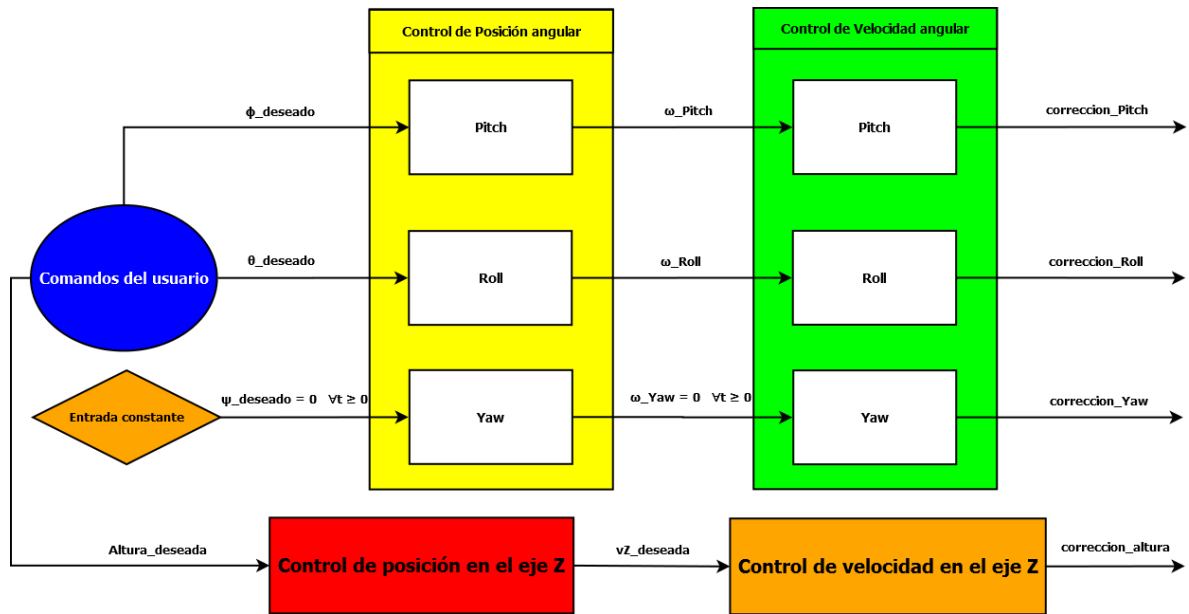 Control de Posición angular
Control de Velocidad angular
ϕ_deseado
Pitch
ω_Pitch
Pitch
correccion_Pitch
Comandos del usuario
θ_deseado
Roll
ω_Roll
Roll
correccion_Roll
Entrada constante
ψ_deseado = 0 ∀t ≥ 0
Yaw
ω_Yaw = 0 ∀t ≥ 0
Yaw
correccion_Yaw
Altura_deseada
Control de posición en el eje Z
vZ_deseada
Control de velocidad en el eje Z
correccion_altura